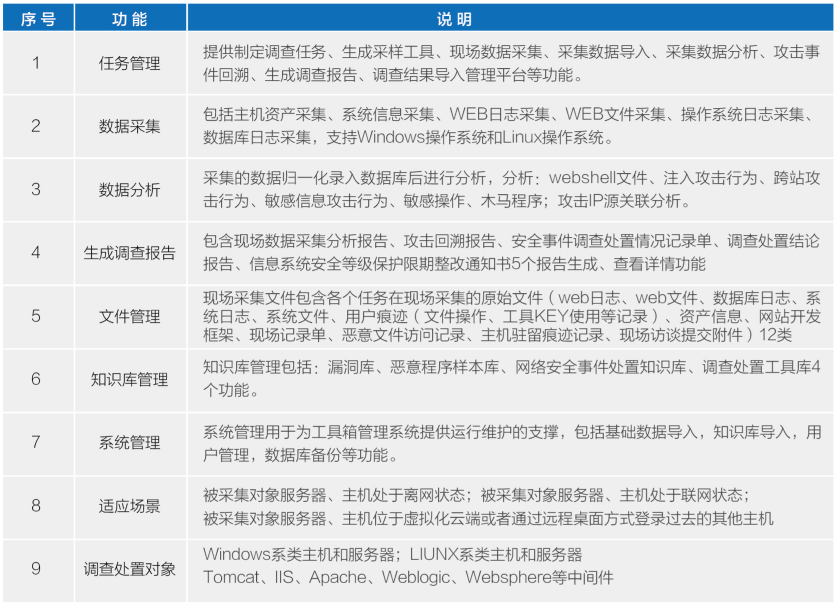 序号 功能 说明
1 任务管理 提供制定调查任务、生成采样工具、现场数据采集、采集数据导入、采集数据分析、攻击事
件回溯、生成调查报告、调查结果导入管理平台等功能。
2 数据采集 包括主机资产采集、系统信息采集、WEB日志采集、WEB文件采集、操作系统日志采集、
数据库日志采集，支持Windows操作系统和Linux操作系统。
3 数据分析 采集的数据归一化录入数据库后进行分析，分析：webshell文件、注入攻击行为、跨站攻
击行为、敏感信息攻击行为、敏感操作、木马程序；攻击IP源关联分析。
4 生成调查报告 包含现场数据采集分析报告、攻击回溯报告、安全事件调查处置情况记录单、调查处置结论
报告、信息系统安全等级保护限期整改通知书5个报告生成、查看详情功能
5 文件管理 现场采集文件包含各个任务在现场采集的原始文件（web日志、web文件、数据库日志、系
统日志、系统文件、用户痕迹（文件操作、工具KEY使用等记录）、资产信息、网站开发
框架、现场记录单、恶意文件访问记录、主机驻留痕迹记录、现场访谈提交附件）12类
6 知识库管理 知识库管理包括：漏洞库、恶意程序样本库、网络安全事件处置知识库、调查处置工具库4
个功能。
7 系统管理 系统管理用于为工具箱管理系统提供运行维护的支撑，包括基础数据导入，知识库导入，用
户管理，数据库备份等功能。
8 适应场景 被采集对象服务器、主机处于离网状态；被采集对象服务器、主机处于联网状态；
被采集对象服务器、主机位于虚拟化云端或者通过远程桌面方式登录过去的其他主机
9 调查处置对象 Windows系类主机和服务器；LIUNX系类主机和服务器
Tomcat、IIS、Apache、Weblogic、Websphere等中间件